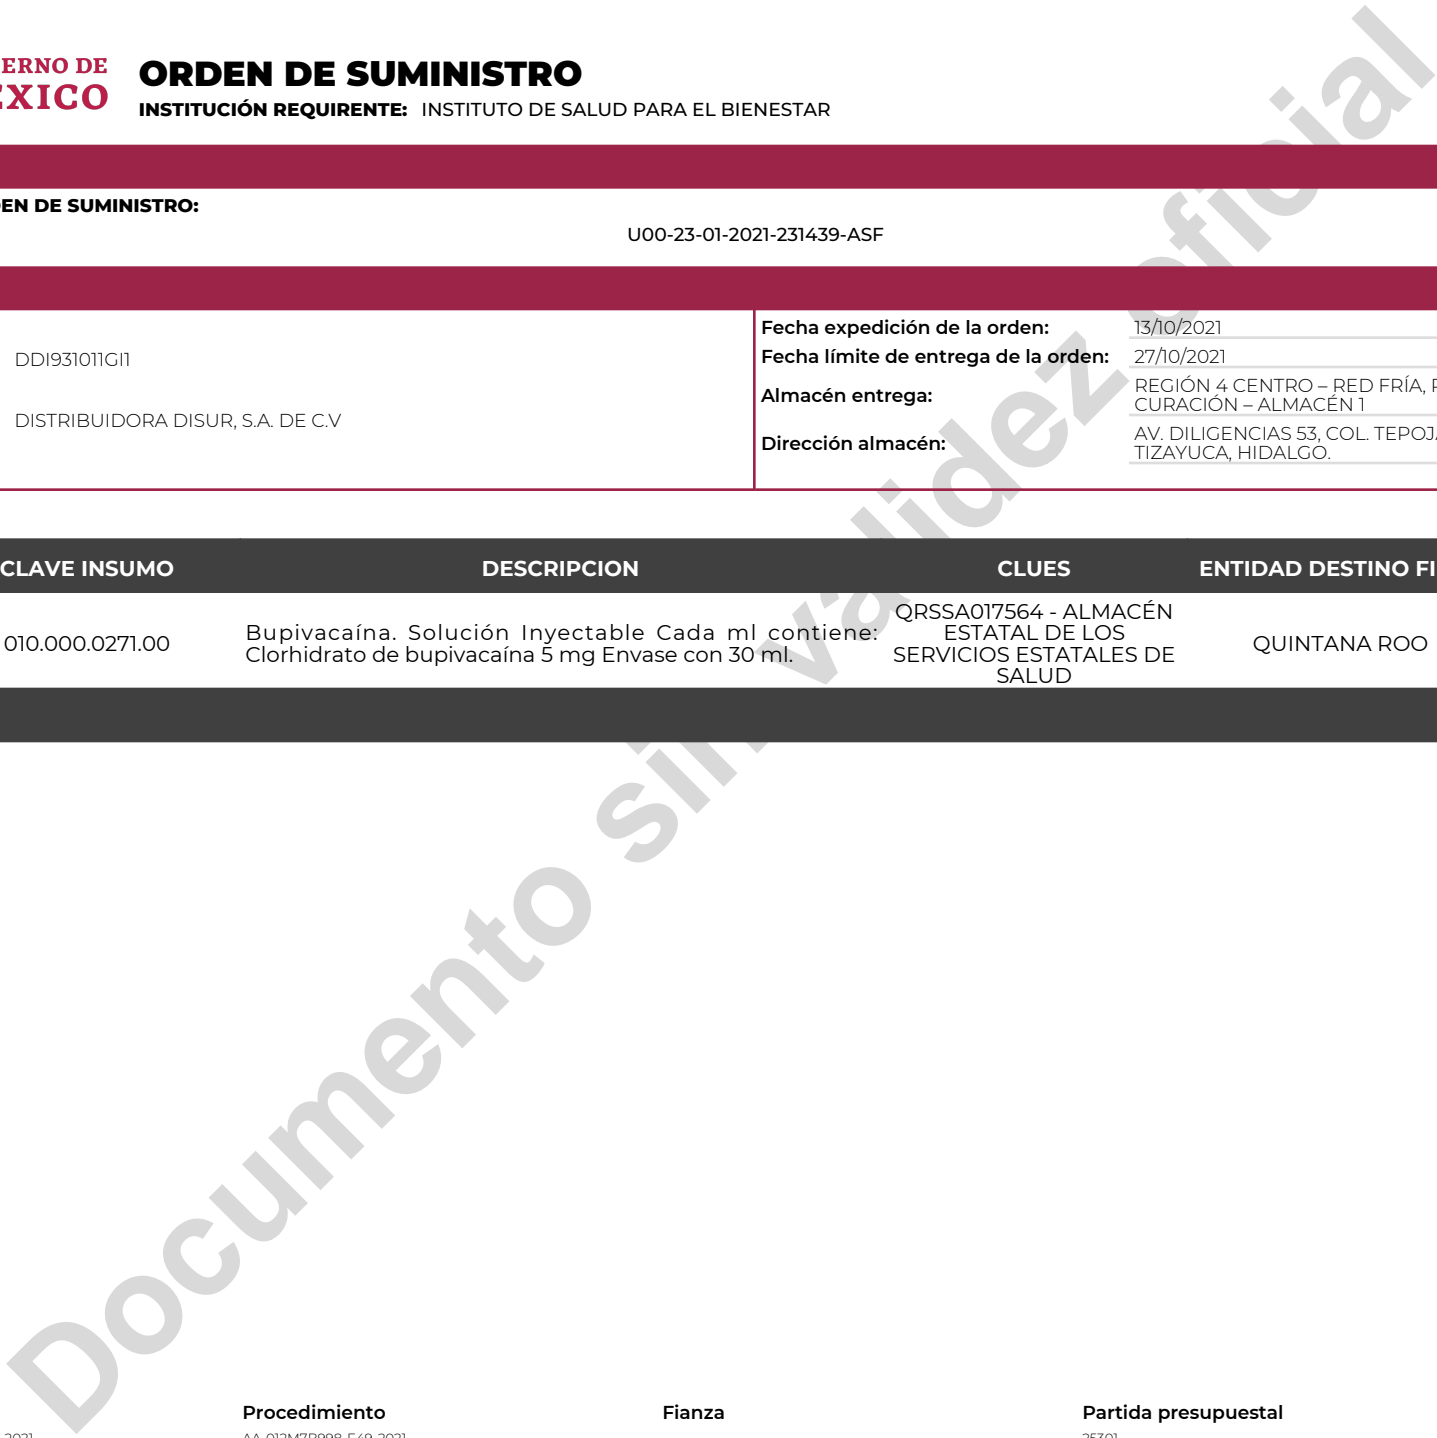 ERNO DE
ÉXICO
ORDEN DE SUMINISTRO
INSTITUCIÓN REQUIRENTE: INSTITUTO DE SALUD PARA EL BIENESTAR
EN DE SUMINISTRO:
U00-23-01-2021-231439-ASF
DDI931011GI1
DISTRIBUIDORA DISUR, S.A. DE C.V
Fecha expedición de la orden: 13/10/2021
Fecha límite de entrega de la orden: 27/10/2021
Almacén entrega: REGIÓN 4 CENTRO – RED FRÍA,
CURACIÓN – ALMACÉN 1
Dirección almacén: AV. DILIGENCIAS 53, COL. TEPOJA
TIZAYUCA, HIDALGO.
CLAVE INSUMO DESCRIPCION CLUES ENTIDAD DESTINO FI
010.000.0271.00
Bupivacaína. Solución Inyectable Cada ml contiene:
Clorhidrato de bupivacaína 5 mg Envase con 30 ml.
QRSSA017564 - ALMACÉN
ESTATAL DE LOS
SERVICIOS ESTATALES DE
SALUD
QUINTANA ROO
Documento sin validez oficial
Procedimiento Fianza Partida presupuestal